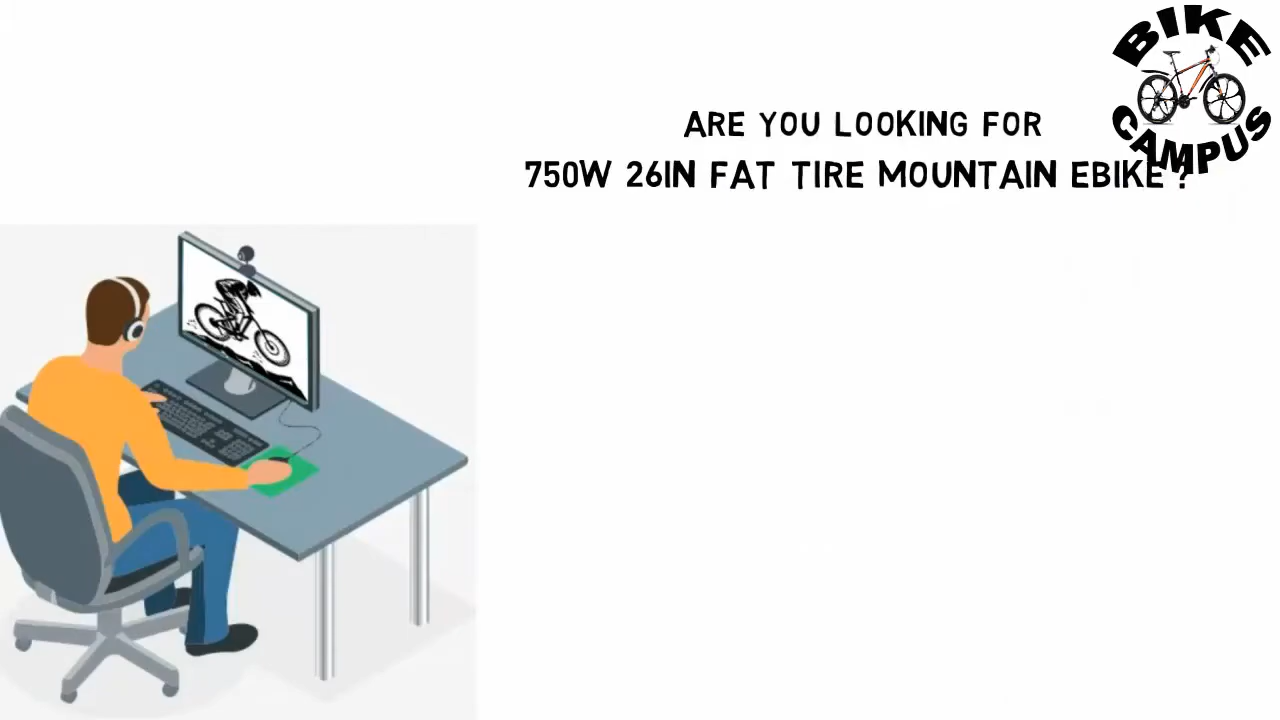 BIKE
CAMPUS
ARE YOU LOOKING FOR
750W 26IN FAT TIRE MOUNTAIN EBIKE ?